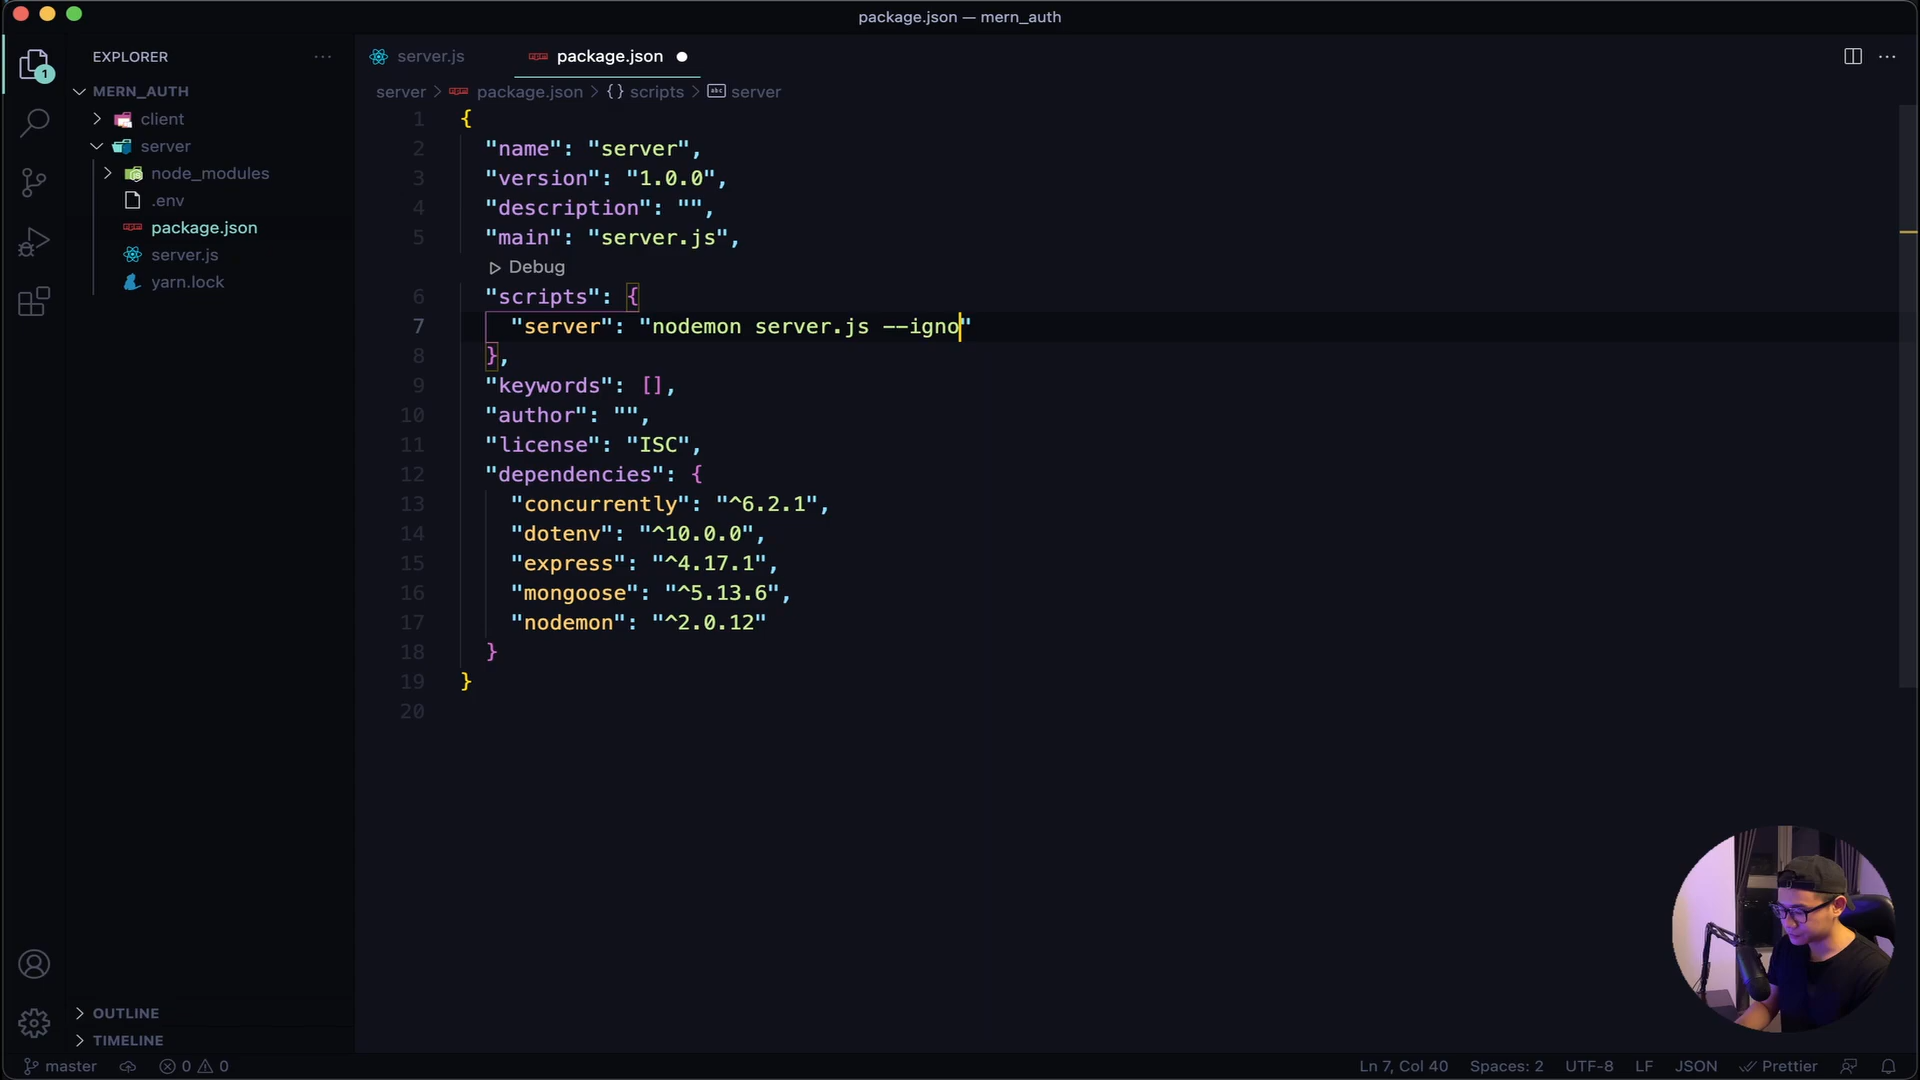 package.json — mern_auth
EXPLORER
server.js
package.json
server > package.json > {} scripts > abc server
MERN_AUTH
client
server
node_modules
.env
package.json
server.js
yarn.lock
1 {
2 "name": "server",
3 "version": "1.0.0",
4 "description": "",
5 "main": "server.js",
Debug
6 "scripts": {
7 "server": "nodemon server.js --igno"
8 },
9 "keywords": [],
10 "author": "",
11 "license": "ISC",
12 "dependencies": {
13 "concurrently": "^6.2.1",
14 "dotenv": "^10.0.0",
15 "express": "^4.17.1",
16 "mongoose": "^5.13.6",
17 "nodemon": "^2.0.12"
18 }
19 }
20
1
OUTLINE
TIMELINE
master 0 0
Ln 7, Col 40 Spaces: 2 UTF-8 LF JSON Prettier